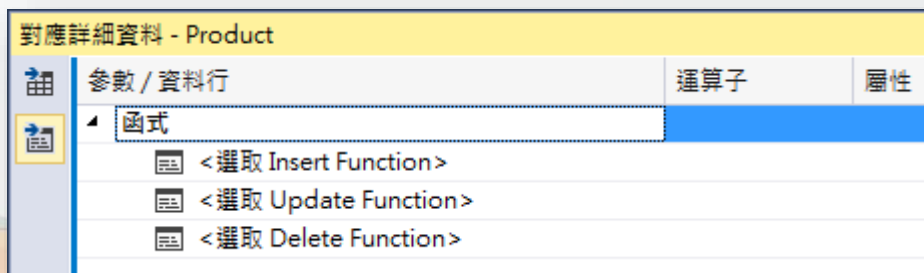 對應詳細資料 - Product
參數 / 資料行 運算子 屬性
函式
<選取 Insert Function>
<選取 Update Function>
<選取 Delete Function>